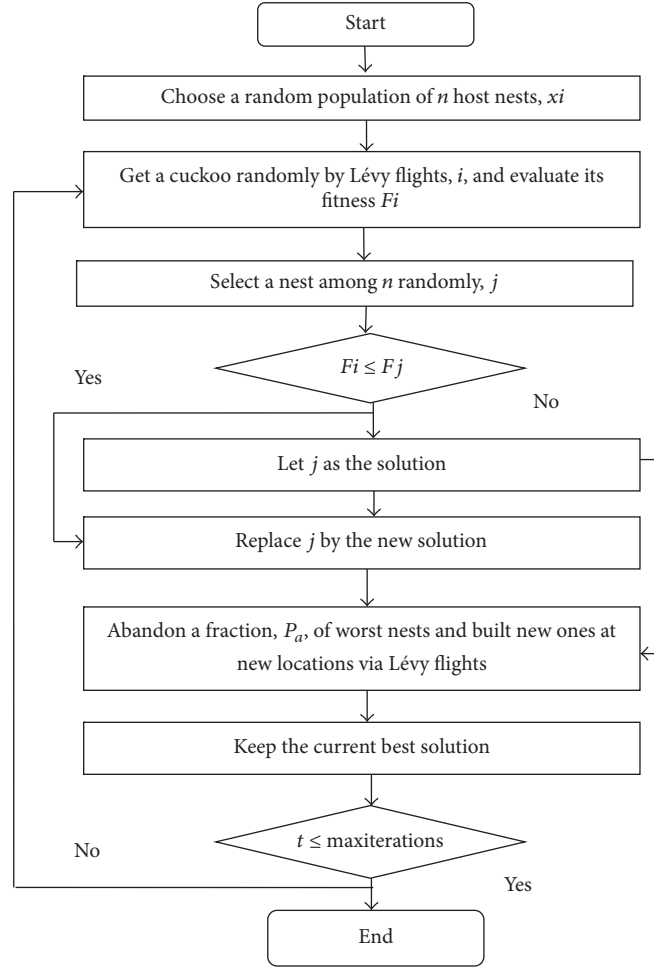 Start
Choose a random population of n host nests, xi
Get a cuckoo randomly by Lévy flights, i, and evaluate its
fitness Fi
Select a nest among n randomly, j
Fi ≤ Fj
Yes
No
Let j as the solution
Replace j by the new solution
Abandon a fraction, Pa, of worst nests and built new ones at
new locations via Lévy flights
Keep the current best solution
t ≤ maxiterations
No
Yes
End